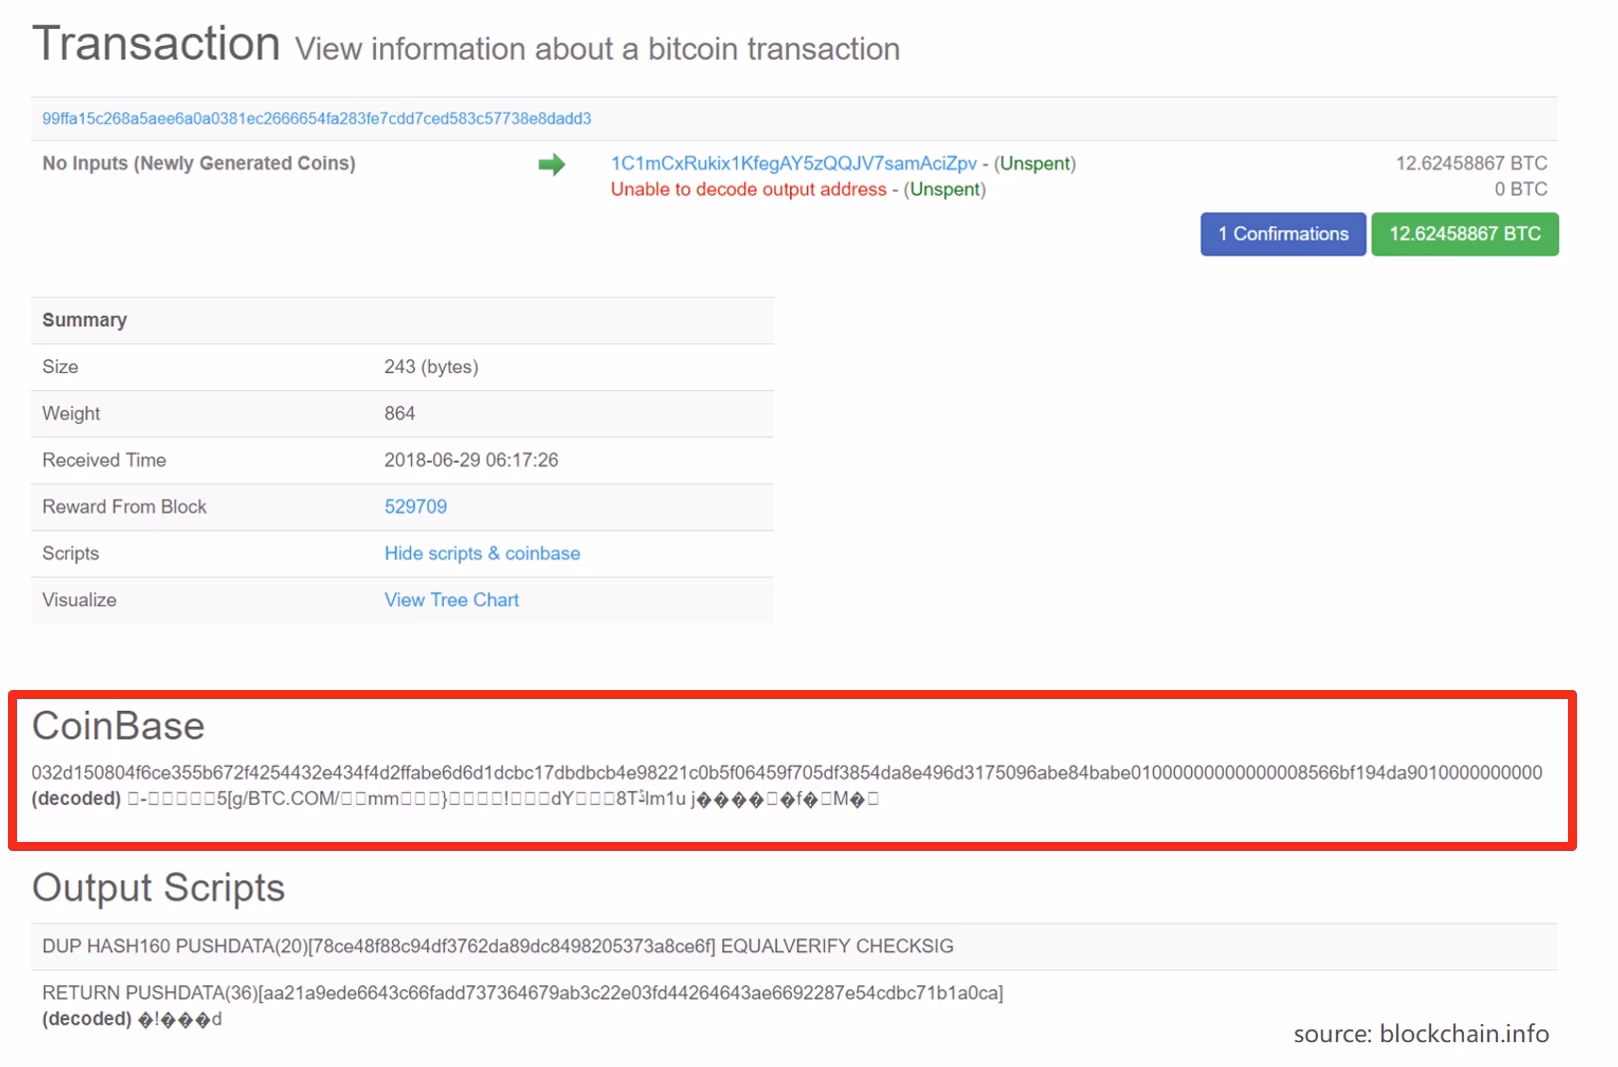 Transaction View information about a bitcoin transaction
99ffa15c268a5aee6a0a0381ec2666654fa283fe7cdd7ced583c57738e8dadd3
No Inputs (Newly Generated Coins)
1C1mCxRukix1KfegAY5zQQJV7samAciZpv - (Unspent) 12.62458867 BTC
Unable to decode output address - (Unspent) 0 BTC
1 Confirmations 12.62458867 BTC
Summary
Size 243 (bytes)
Weight 864
Received Time 2018-06-29 06:17:26
Reward From Block 529709
Scripts Hide scripts & coinbase
Visualize View Tree Chart
CoinBase
032d150804f6ce355b672f4254432e434f4d2ffabe6d6d1dcbc17dbdbcb4e98221c0b5f06459f705df3854da8e496d3175096abe84babe01000000000000008566bf194da9010000000000
(decoded) □-□□□□□5[g/BTC.COM/□□mm□□□}□□□□!□□□dY□□□8T lm1u j����□�f�□M�□
Output Scripts
DUP HASH160 PUSHDATA(20)[78ce48f88c94df3762da89dc8498205373a8ce6f] EQUALVERIFY CHECKSIG
RETURN PUSHDATA(36)[aa21a9ede6643c66fadd737364679ab3c22e03fd44264643ae6692287e54cdbc71b1a0ca]
(decoded) �!���d
source: blockchain.info